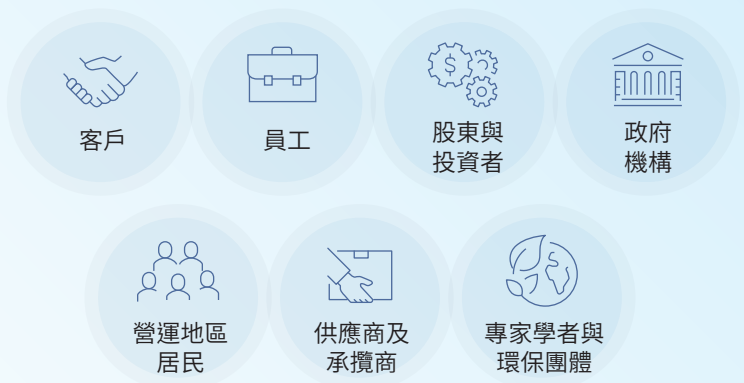 客戶
員工
股東與
投資者
政府
機構
營運地區
居民
供應商及
承攬商
專家學者與
環保團體